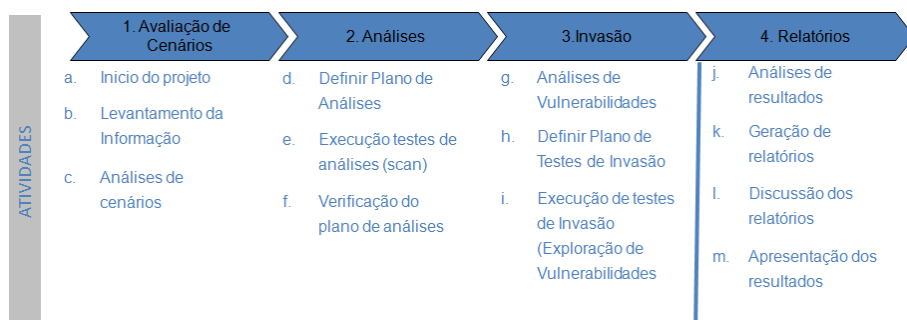 ATIVIDADES
1. Avaliação de
Cenários
a. Inicio do projeto
b. Levantamento da
Informação
c. Análises de
cenários
2. Análises
d. Definir Plano de
Análises
e. Execução testes de
análises (scan)
f. Verificação do
plano de análises
3.Invasão
g. Análises de
Vulnerabilidades
h. Definir Plano de
Testes de Invasão
i. Execução de testes
de Invasão
(Exploração de
Vulnerabilidades
4. Relatórios
j. Análises de
resultados
k. Geração de
relatórios
l. Discussão dos
relatórios
m. Apresentação dos
resultados